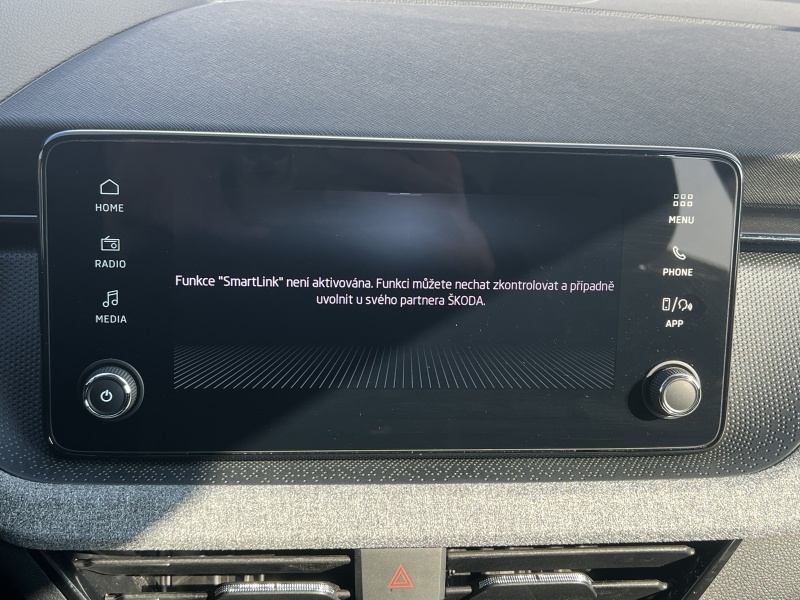 HOME
RADIO
MEDIA
Funkce "SmartLink" není aktivována. Funkci můžete nechat zkontrolovat a případně
uvolnit u svého partnera ŠKODA.
MENU
PHONE
APP